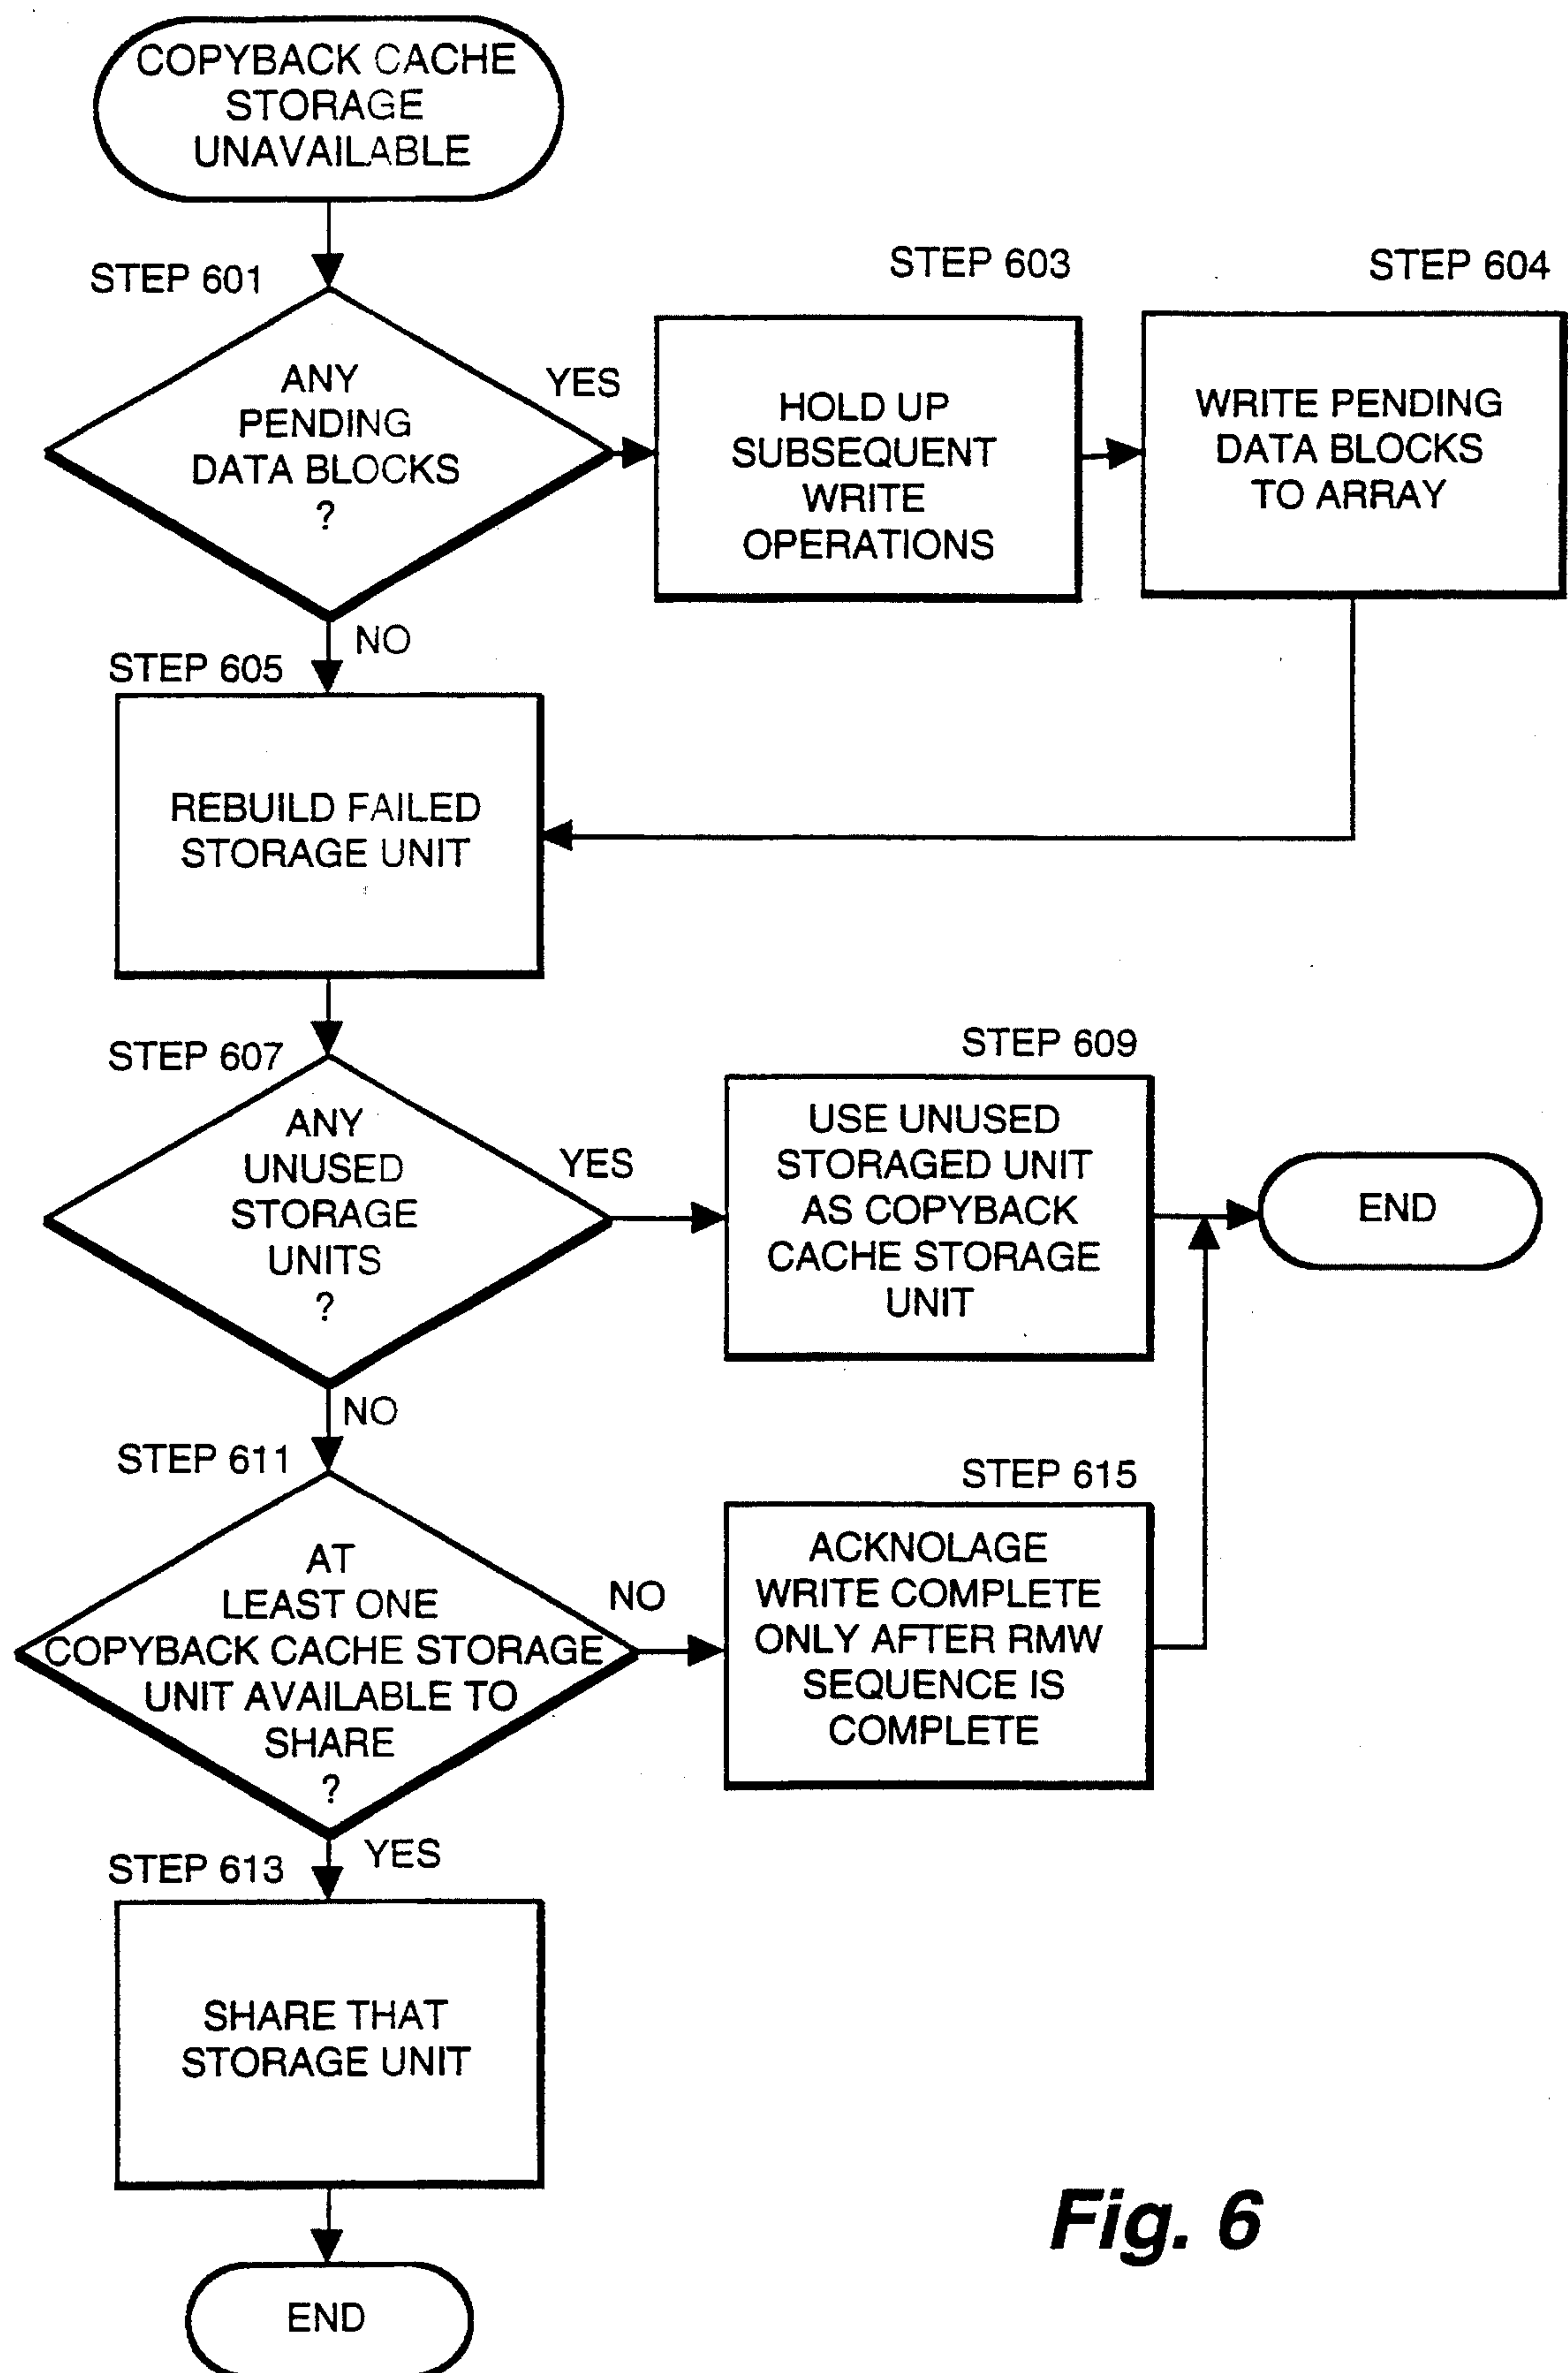 COPYBACK CACHE
STORAGE
UNAVAILABLE
STEP 601
ANY
PENDING
DATA BLOCKS
?
YES
STEP 603
HOLD UP
SUBSEQUENT
WRITE
OPERATIONS
STEP 604
WRITE PENDING
DATA BLOCKS
TO ARRAY
NO
STEP 605
REBUILD FAILED
STORAGE UNIT
STEP 607
ANY
UNUSED
STORAGE
UNITS
?
YES
STEP 609
USE UNUSED
STORAGED UNIT
AS COPYBACK
CACHE STORAGE
UNIT
END
NO
STEP 611
AT
LEAST ONE
COPYBACK CACHE STORAGE
UNIT AVAILABLE TO
SHARE
?
NO
STEP 615
ACKNOLAGE
WRITE COMPLETE
ONLY AFTER RMW
SEQUENCE IS
COMPLETE
YES
STEP 613
SHARE THAT
STORAGE UNIT
END
Fig. 6